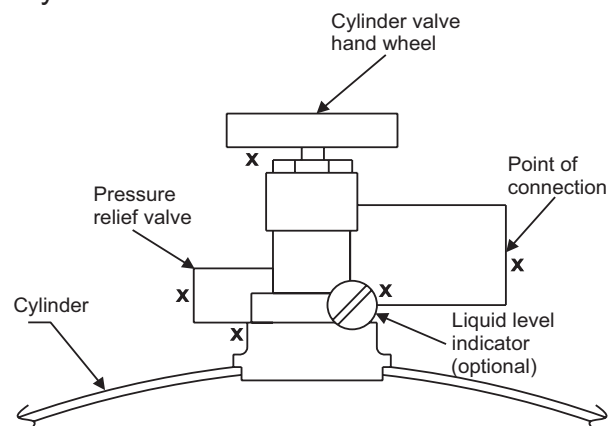 Cylinder valve
hand wheel
x
Point of
connection
Pressure
relief valve
x
x
x
Cylinder
x
Liquid level
indicator
(optional)